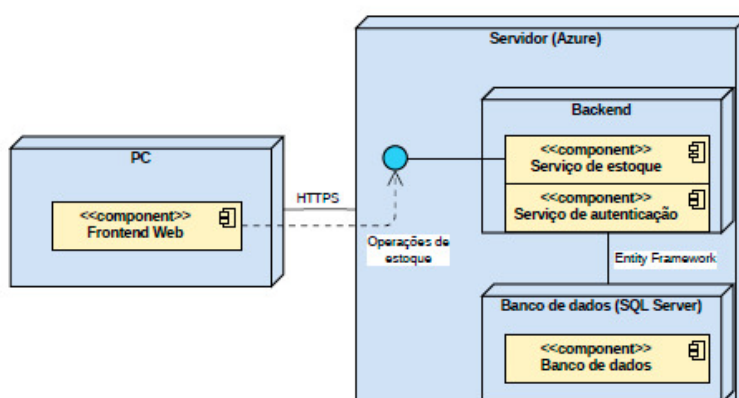 Servidor (Azure)
Backend
PC
<<component>>
Serviço de estoque
<<component>>
Frontend Web
HTTPS
<<component>>
Serviço de autenticação
Operações de
estoque
Entity Framework
Banco de dados (SQL Server)
<<component>>
Banco de dados